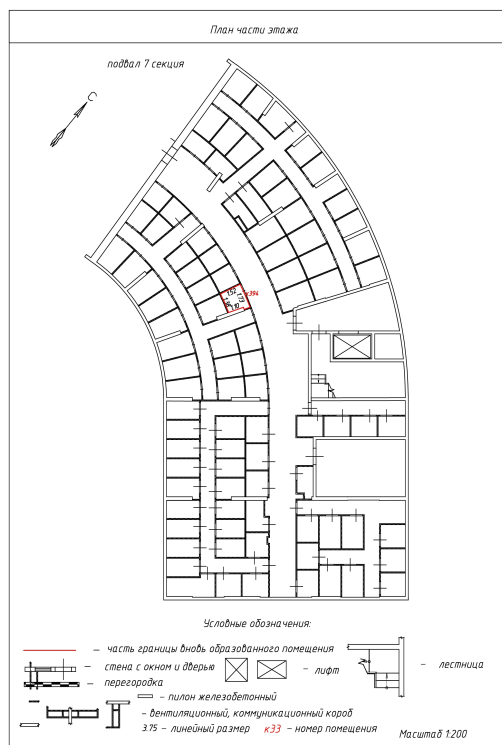 План части этажа
подвал 7 секция
С
к394
Условные обозначения:
– часть границы вновь образованного помещения
– стена с окном и дверью
– лифт
– лестница
– перегородка
– пилон железобетонный
– вентиляционный, коммуникационный короб
3.75 – линейный размер к33 – номер помещения
Масштаб 1:200